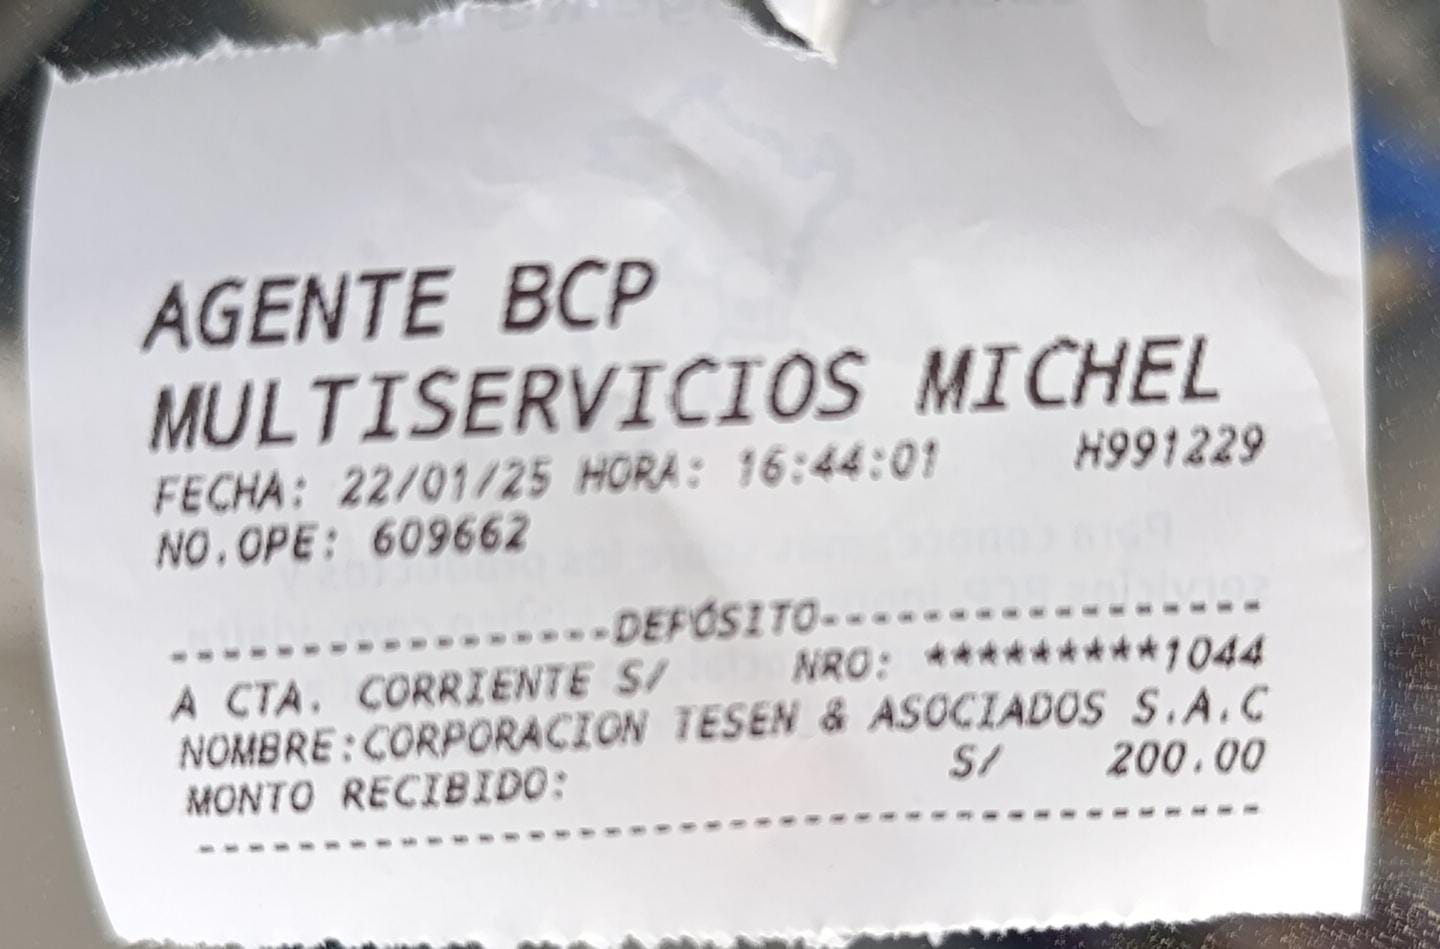 AGENTE BCP
MULTISERVICIOS MICHEL
FECHA: 22/01/25 HORA: 16:44:01 H991229
NO.OPE: 609662
------------------DEPÓSITO------------------
A CTA. CORRIENTE S/ NRO: *********1044
NOMBRE:CORPORACION TESEN & ASOCIADOS S.A.C
MONTO RECIBIDO: S/ 200.00